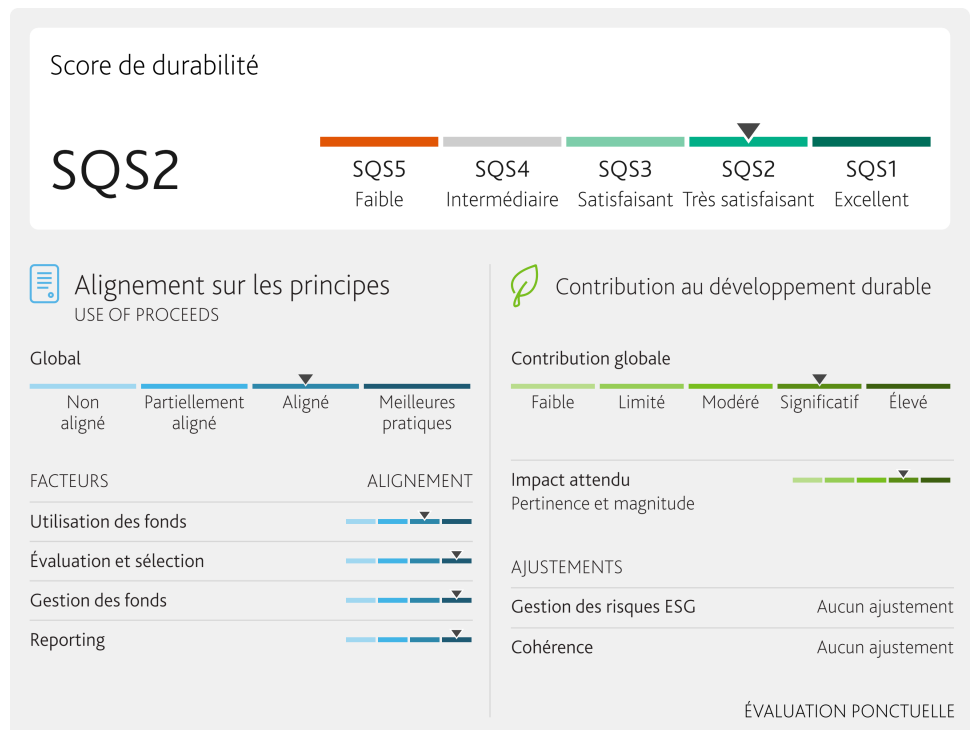 Score de durabilité
SQS2
SQS5 SQS4 SQS3 SQS2 SQS1
Faible Intermédiaire Satisfaisant Très satisfaisant Excellent
Alignement sur les principes
USE OF PROCEEDS
Global
Non aligné
Partiellement aligné
Aligné
Meilleures pratiques
FACTEURS ALIGNEMENT
Utilisation des fonds
Évaluation et sélection
Gestion des fonds
Reporting
Contribution au développement durable
Contribution globale
Faible Limité Modéré Significatif Élevé
Impact attendu
Pertinence et magnitude
AJUSTEMENTS
Gestion des risques ESG Aucun ajustement
Cohérence Aucun ajustement
ÉVALUATION PONCTUELLE